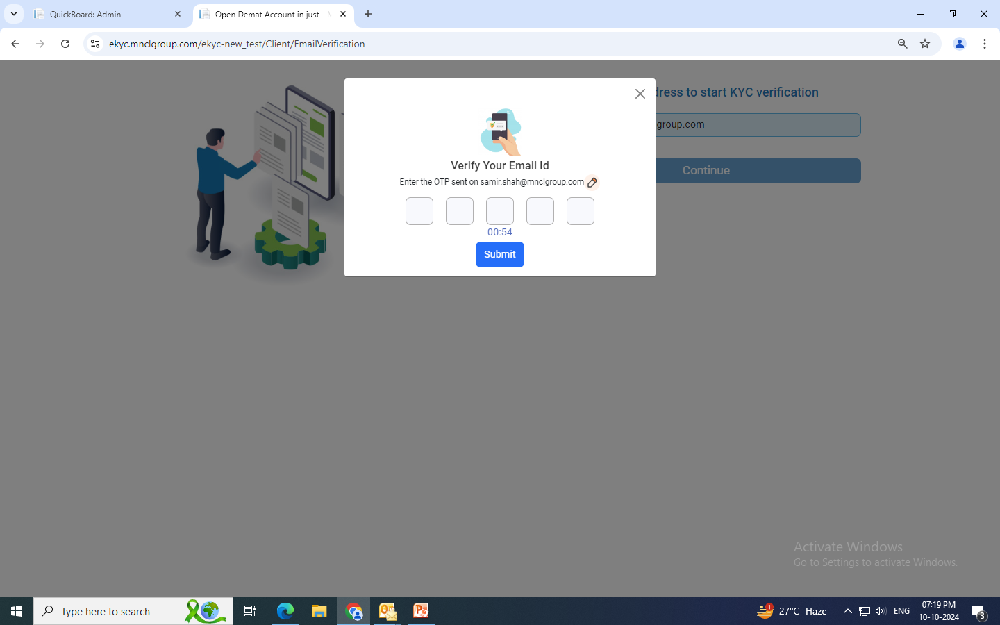 QuickBoard: Admin
Open Demat Account in just -
ekyc.mnclgroup.com/ekyc-new_test/Client/EmailVerification
dress to start KYC verification
group.com
Continue
Verify Your Email Id
Enter the OTP sent on samir.shah@mnclgroup.com
00:54
Submit
Activate Windows
Go to Settings to activate Windows.
Type here to search
1
27°C Haze
ENG
07:19 PM
10-10-2024
3